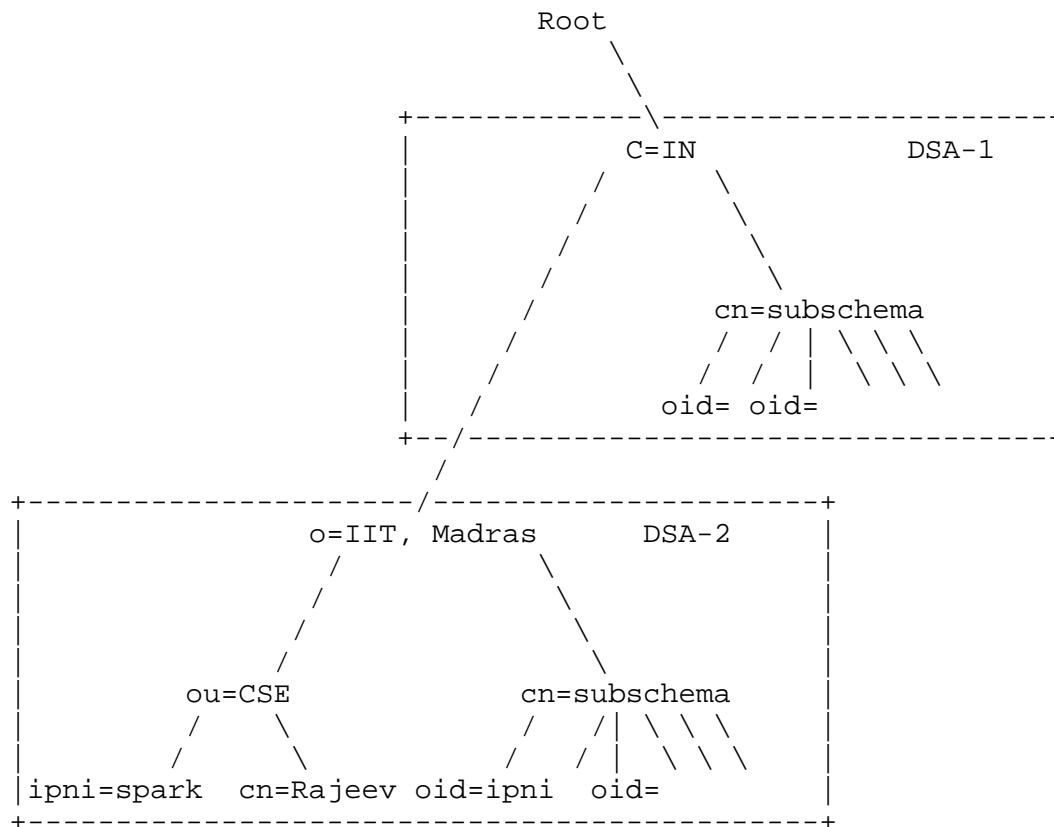 Root
C=IN DSA-1
cn=subschema
oid= oid=
o=IIT, Madras DSA-2
ou=CSE cn=subschema
ipni=spark cn=Rajeev oid=ipni oid=